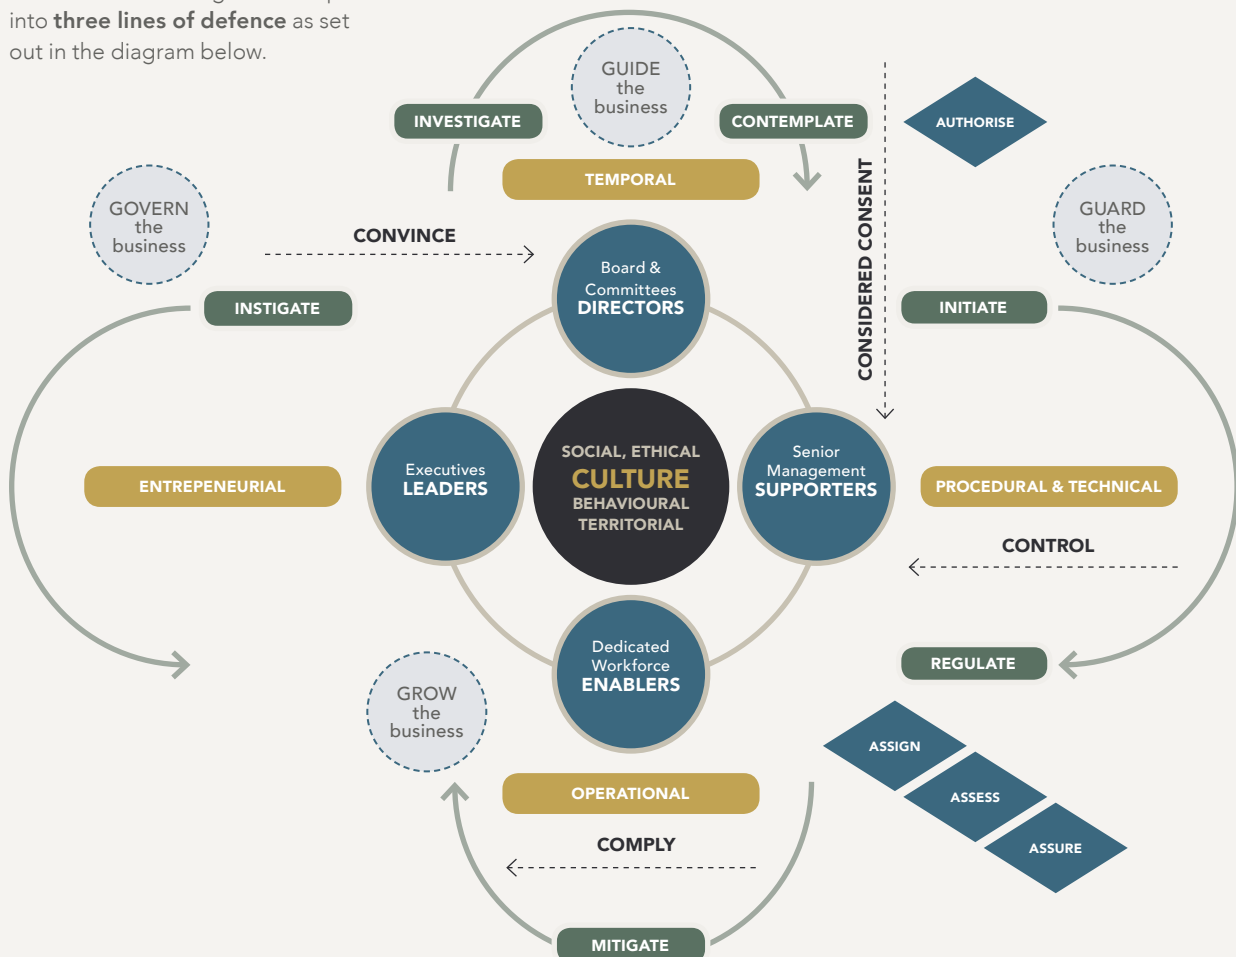 into three lines of defence as set
out in the diagram below.
GUIDE
the
business
INVESTIGATE
CONTEMPLATE
AUTHORISE
TEMPORAL
CONSIDERED CONSENT
GOVERN
the
business
GUARD
the
business
CONVINCE
Board &
Committees
DIRECTORS
INSTIGATE
INITIATE
Executives
LEADERS
SOCIAL, ETHICAL
CULTURE
BEHAVIOURAL
TERRITORIAL
Senior
Management
SUPPORTERS
ENTREPENEURIAL
PROCEDURAL & TECHNICAL
CONTROL
Dedicated
Workforce
ENABLERS
REGULATE
GROW
the
business
ASSIGN
ASSESS
ASSURE
OPERATIONAL
COMPLY
MITIGATE